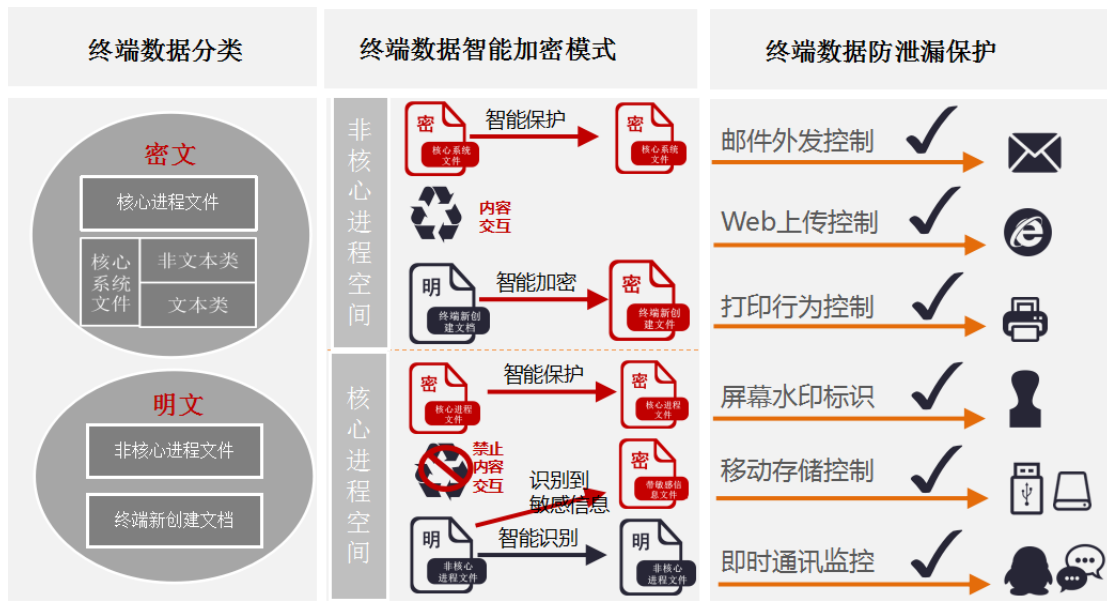 终端数据分类
密文
核心进程文件
核心
系统
文件
非文本类
文本类
明文
非核心进程文件
终端新创建文档
终端数据智能加密模式
非核心进程空间
密
核心系统
文件
智能保护
密
核心系统
文件
内容
交互
明
终端新创
建文档
智能加密
密
终端新创
建文件
核心进程空间
密
核心进程
文件
智能保护
密
核心进程
文件
禁止
内容
交互
识别到
敏感信息
密
带敏感信
息文件
明
非核心
进程文件
智能识别
明
非核心
进程文件
终端数据防泄漏保护
邮件外发控制
Web上传控制
打印行为控制
屏幕水印标识
移动存储控制
即时通讯监控